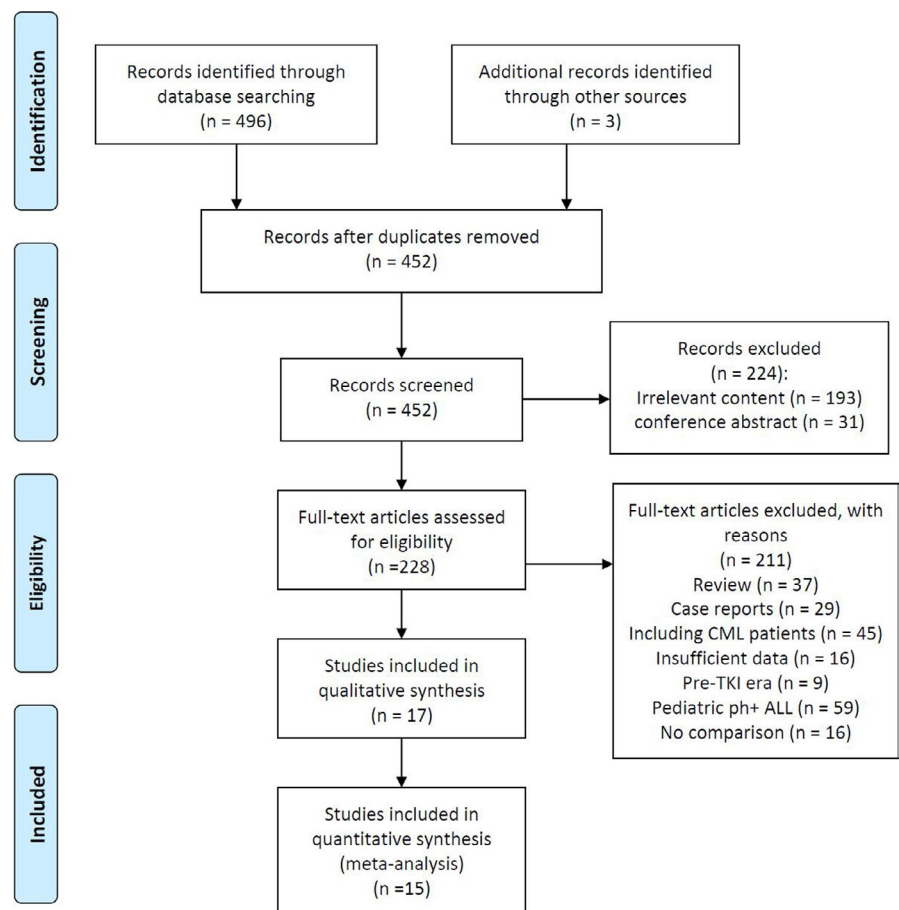 Identification
Records identified through
database searching
(n = 496)
Additional records identified
through other sources
(n = 3)
Records after duplicates removed
(n = 452)
Screening
Records screened
(n = 452)
Records excluded
(n = 224):
Irrelevant content (n = 193)
conference abstract (n = 31)
Eligibility
Full-text articles assessed
for eligibility
(n =228)
Full-text articles excluded, with
reasons
(n = 211)
Review (n = 37)
Case reports (n = 29)
Including CML patients (n = 45)
Insufficient data (n = 16)
Pre-TKI era (n = 9)
Pediatric ph+ ALL (n = 59)
No comparison (n = 16)
Studies included in
qualitative synthesis
(n = 17)
Included
Studies included in
quantitative synthesis
(meta-analysis)
(n =15)